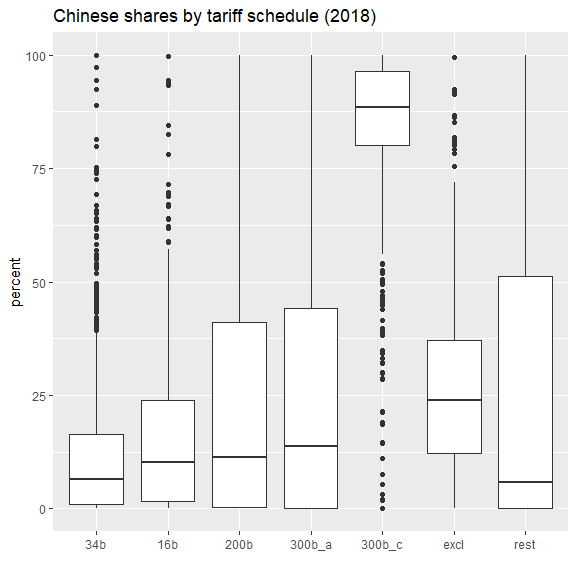 Chinese shares by tariff schedule (2018)
percent
100
75
50
25
0
34b 16b 200b 300b_a 300b_c excl rest